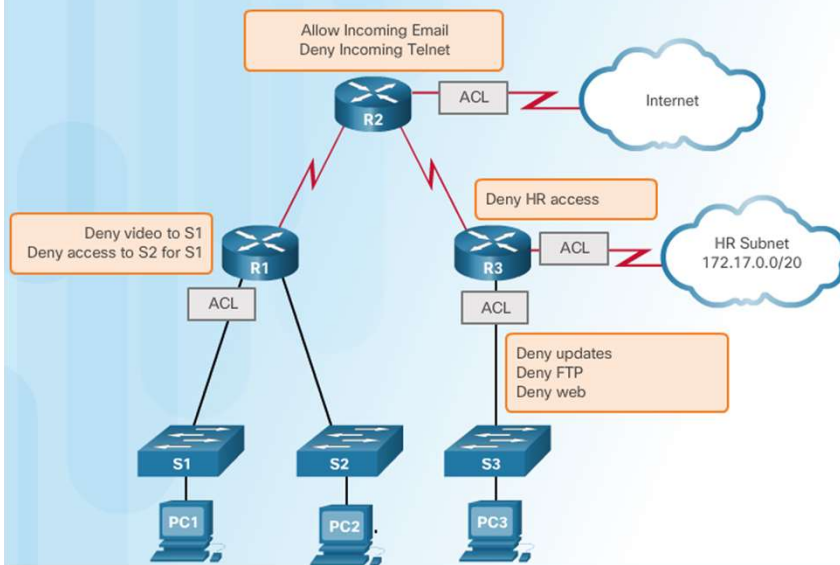 Allow Incoming Email
Deny Incoming Telnet
ACL
Internet
R2
Deny HR access
Deny video to S1
Deny access to S2 for S1
R1
R3
ACL
HR Subnet
172.17.0.0/20
ACL
ACL
Deny updates
Deny FTP
Deny web
S1
S2
S3
PC1
PC2
PC3